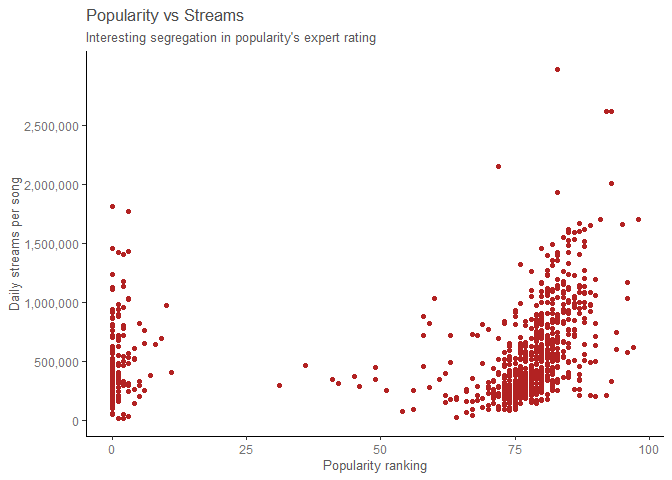 Popularity vs Streams
Interesting segregation in popularity's expert rating
Daily streams per song
2,500,000
2,000,000
1,500,000
1,000,000
500,000
0
0 25 50 75 100
Popularity ranking